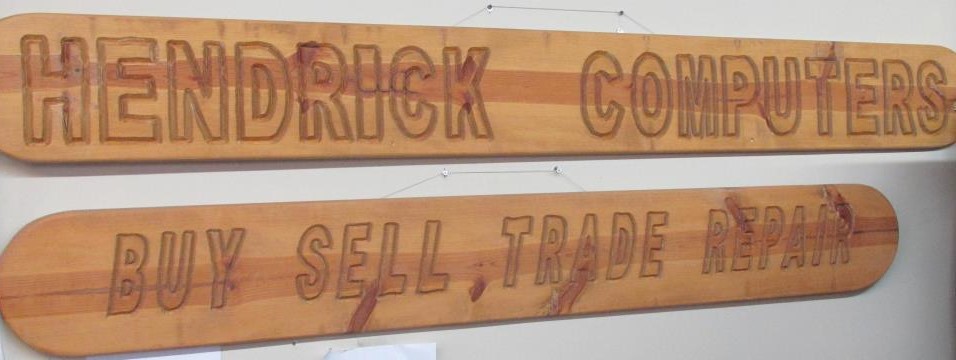 HENDRICK COMPUTERS
BUY SELL TRADE REPAIR